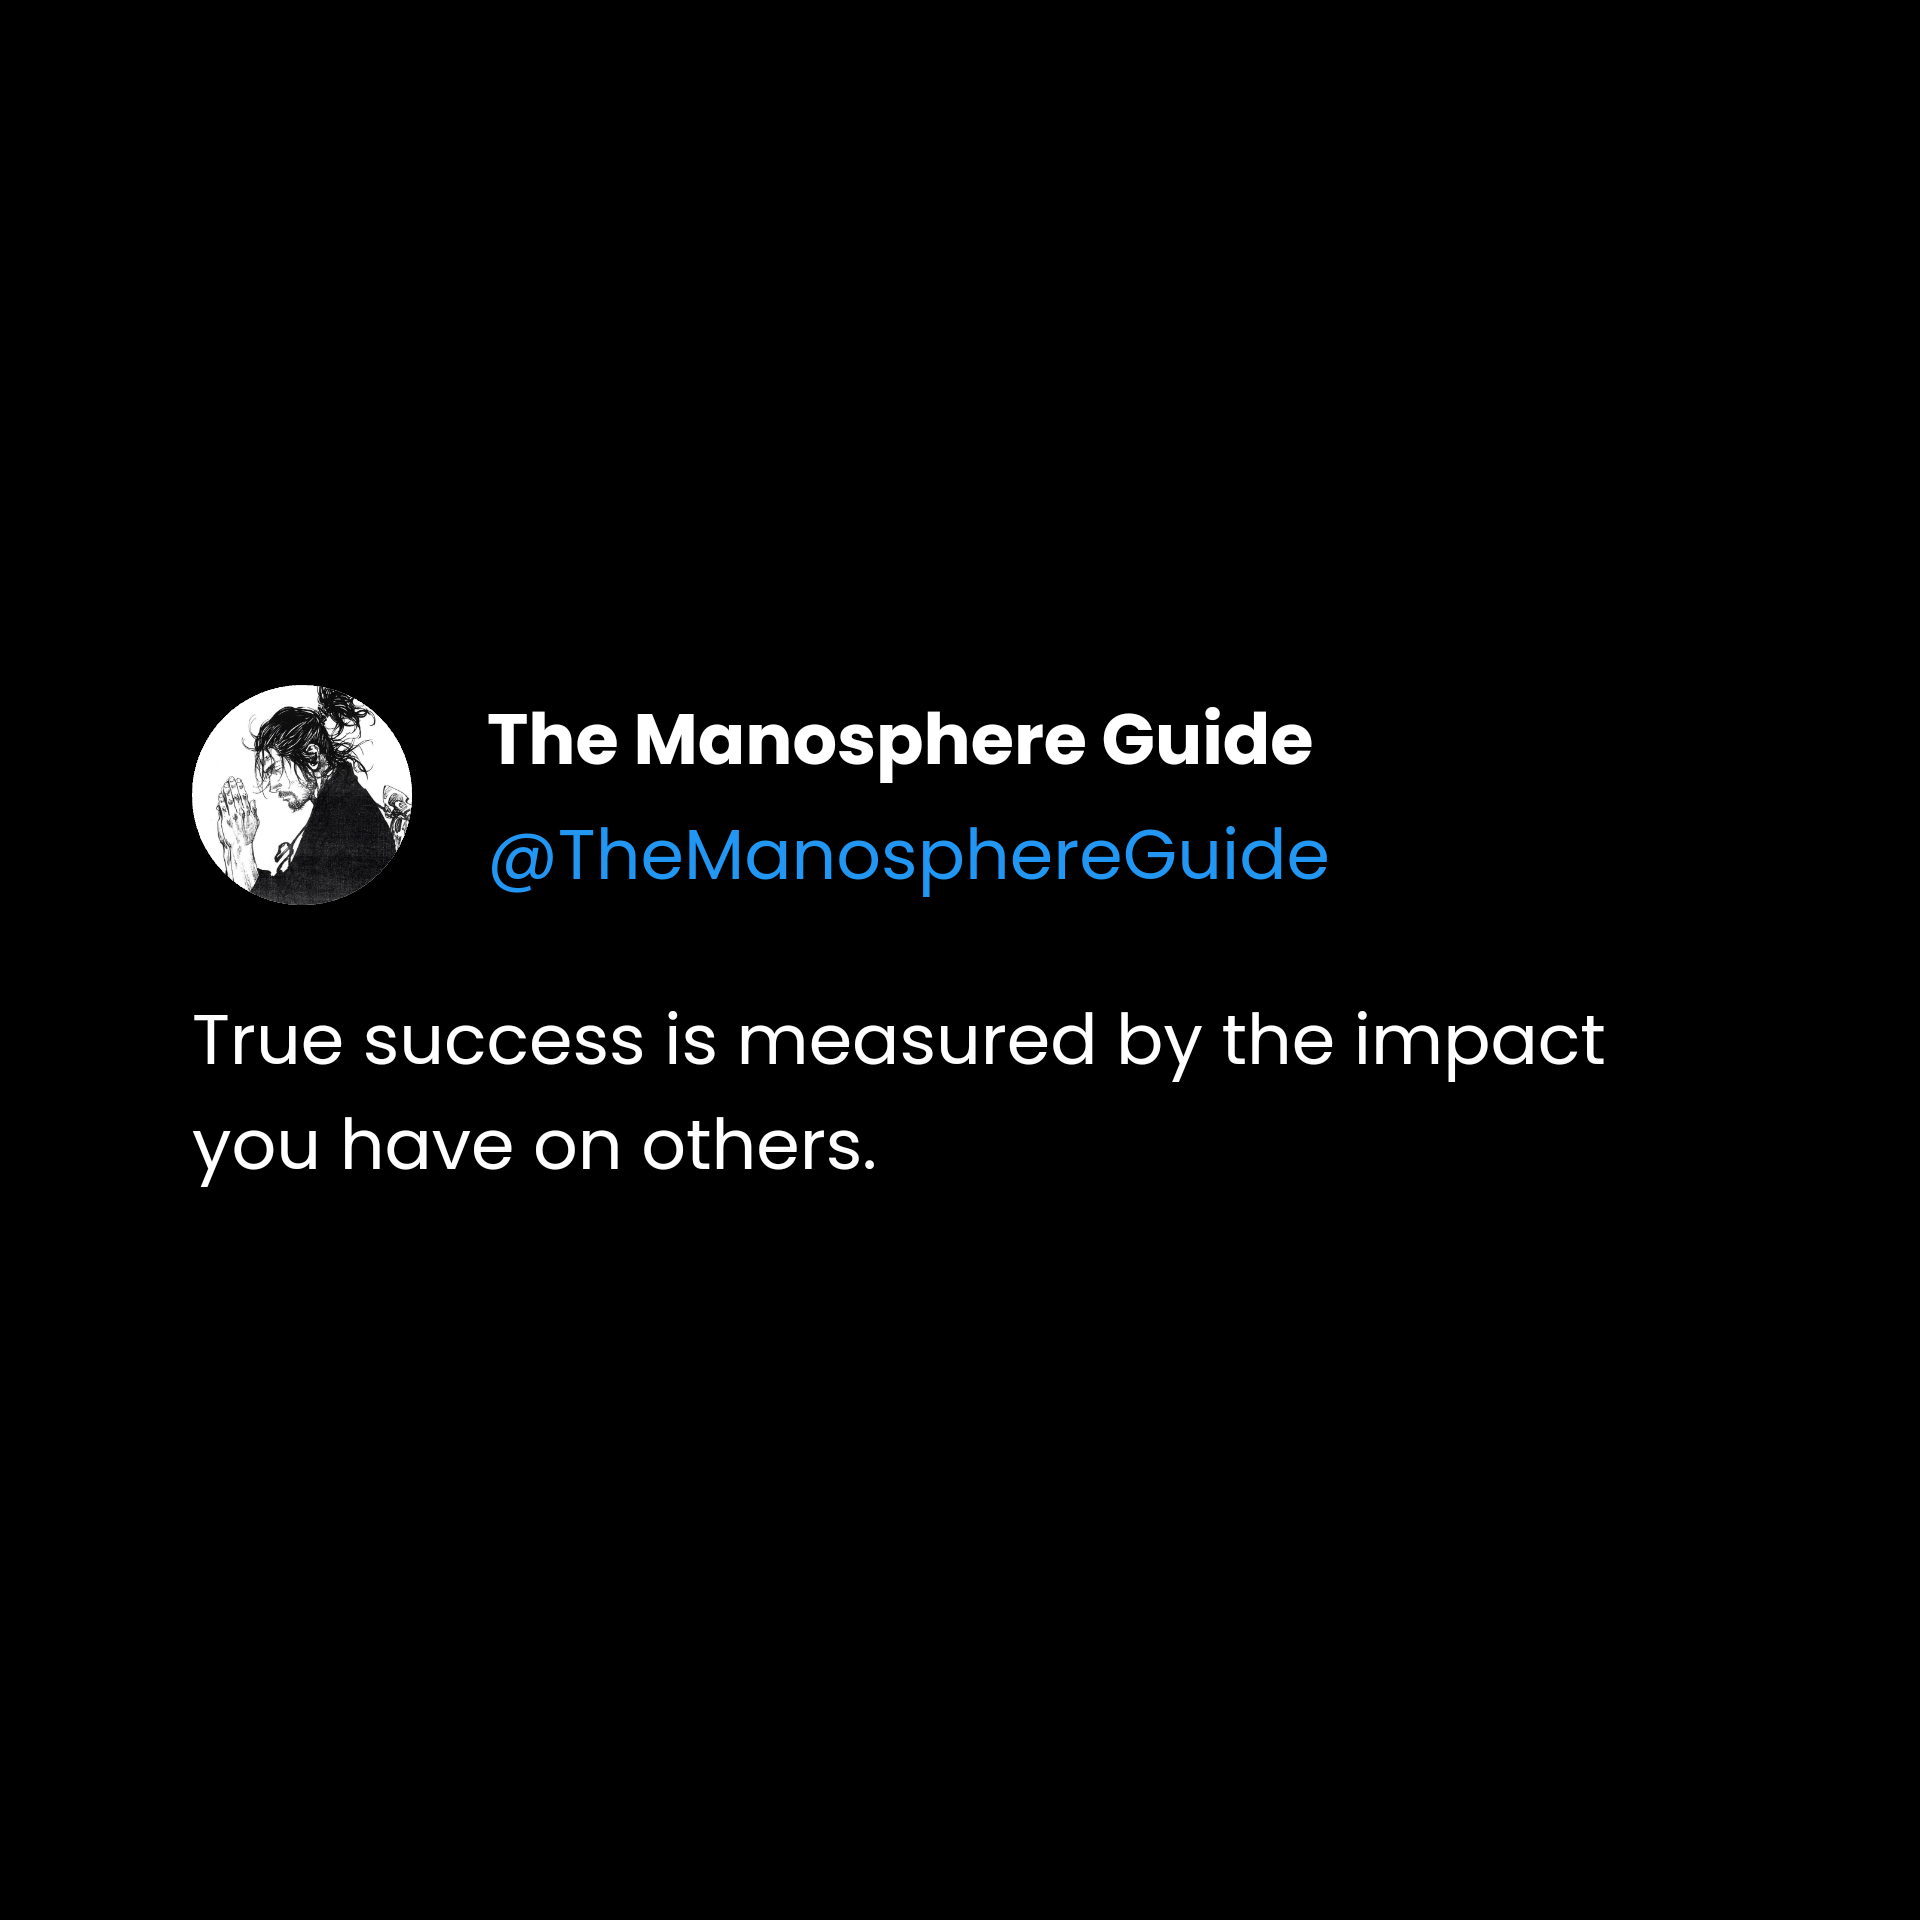 The Manosphere Guide
@TheManosphereGuide
True success is measured by the impact
you have on others.